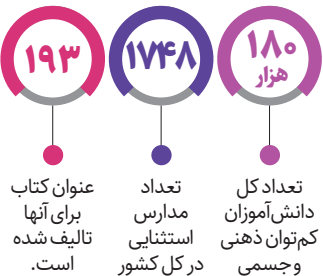 ۱۸۰
هزار
تعداد کل
دانش‌آموزان
کم‌توان ذهنی
و جسمی
۱۷۴۸
تعداد
مدارس
استثنایی
در کل کشور
۱۹۳
عنوان کتاب
برای آنها
تالیف شده
است.